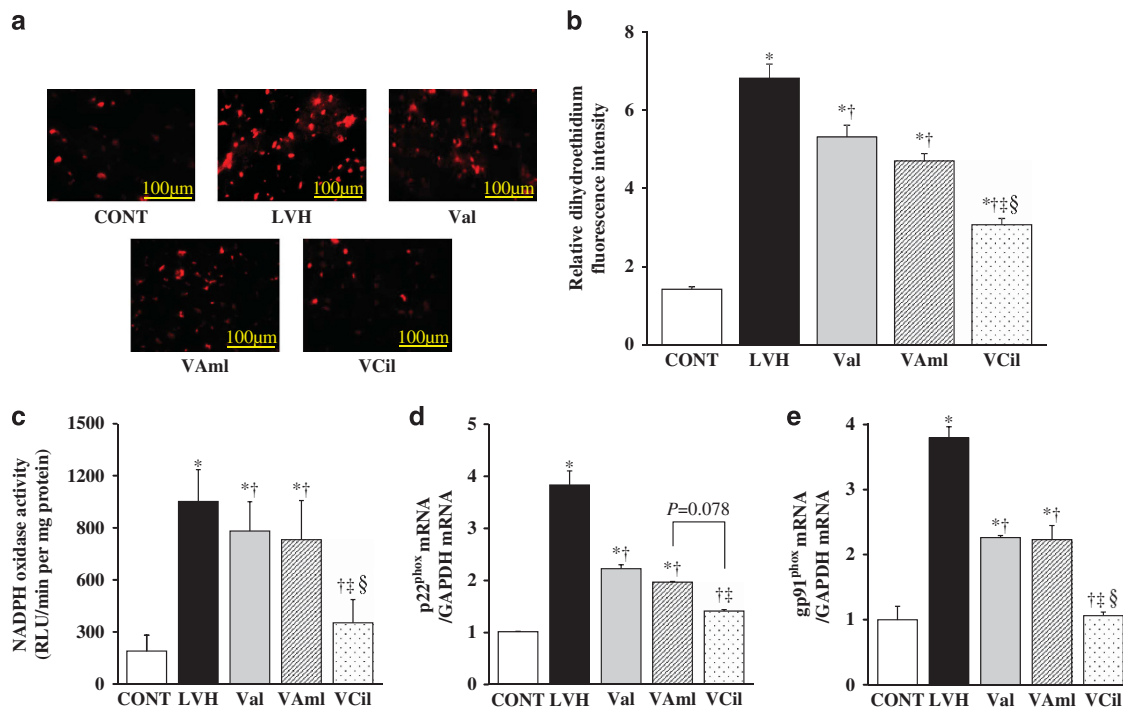 a
100μm
100μm
100μm
CONT
LVH
Val
100μm
100μm
VAml
VCil
b
Relative dihydroethidium
fluorescence intensity
8
6
4
2
0
*
*†
*†
*†‡§
CONT
LVH
Val
VAml
VCil
c
NADPH oxidase activity
(RLU/min per mg protein)
1500
1200
800
600
300
0
*
*†
*†
†‡§
CONT
LVH
Val
VAml
VCil
d
p22phox mRNA
/GAPDH mRNA
5
4
3
2
1
0
*
*†
*†
†‡
P=0.078
CONT
LVH
Val
VAml
VCil
e
gp91phox mRNA
/GAPDH mRNA
4
3
2
1
0
*
*†
*†
†‡§
CONT
LVH
Val
VAml
VCil